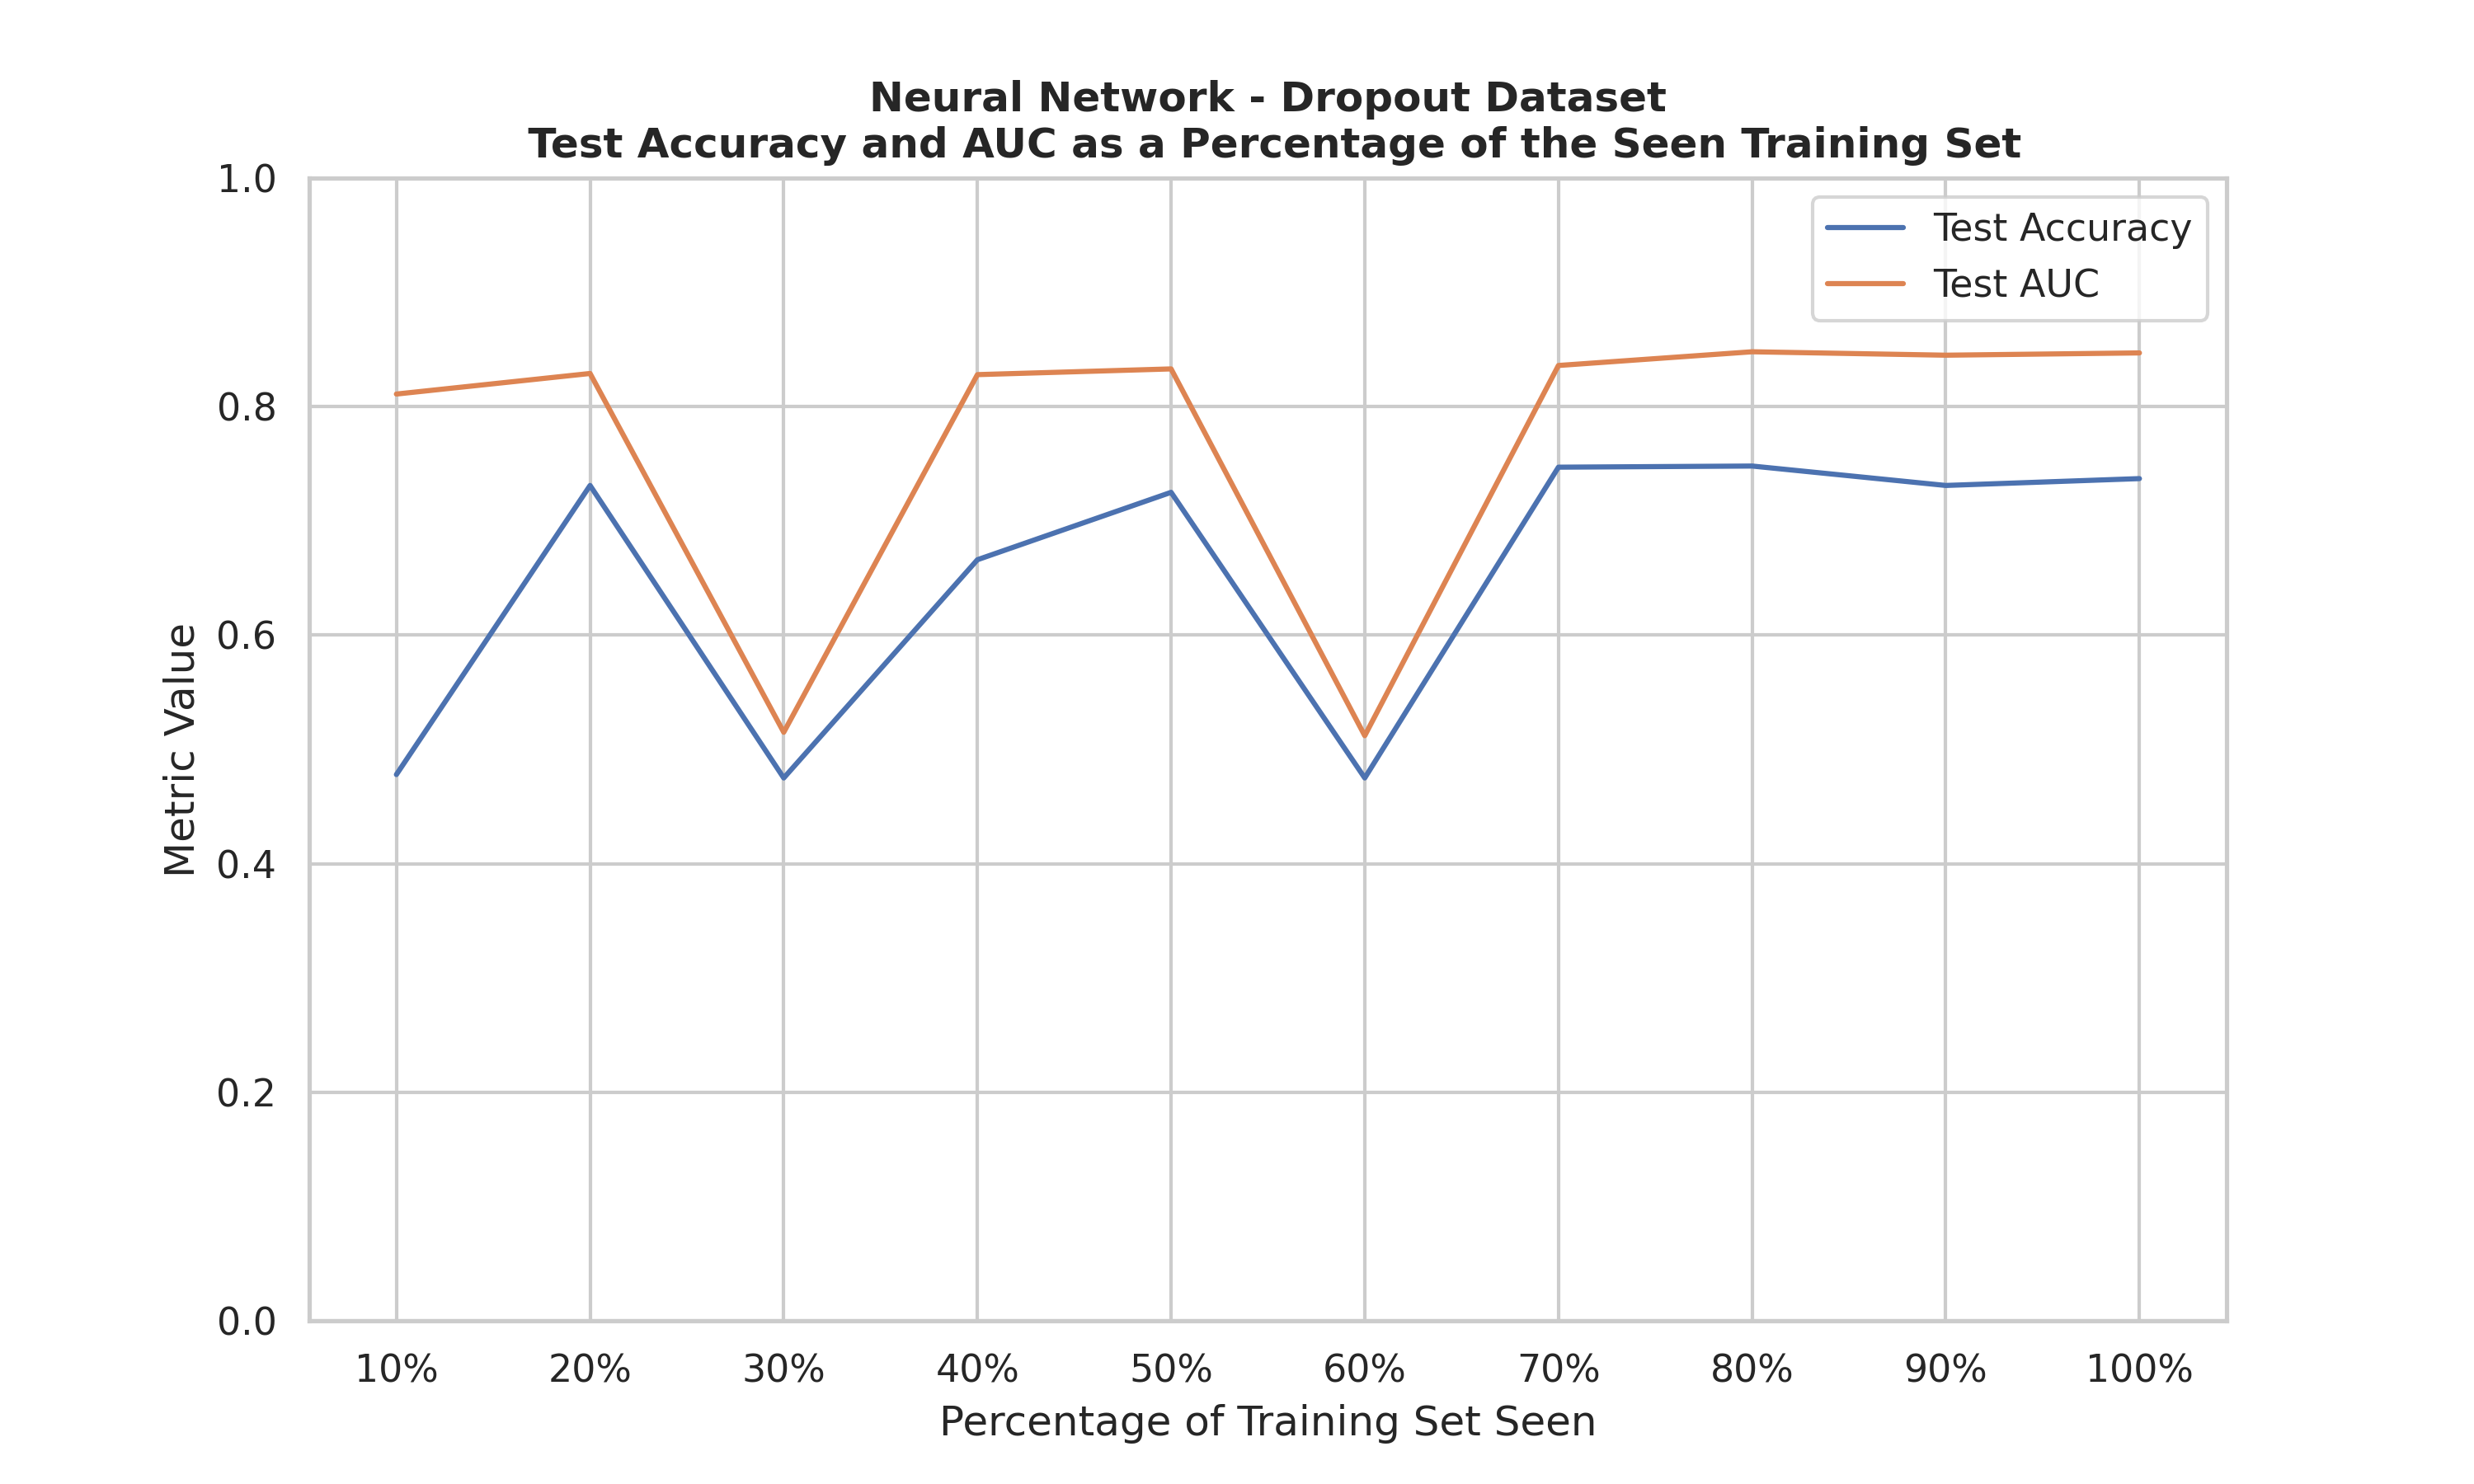 Neural Network - Dropout Dataset
Test Accuracy and AUC as a Percentage of the Seen Training Set
1.0
0.8
0.6
0.4
0.2
0.0
Metric Value
Test Accuracy
Test AUC
10% 20% 30% 40% 50% 60% 70% 80% 90% 100%
Percentage of Training Set Seen